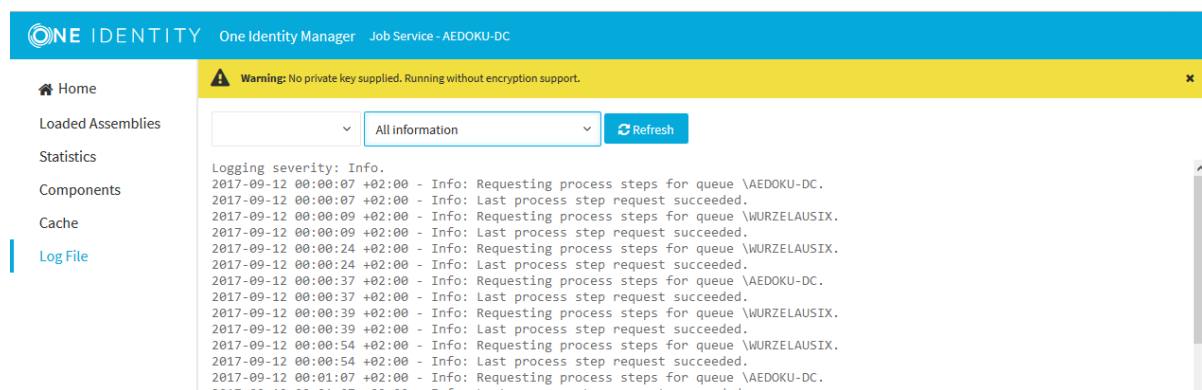 ONE IDENTITY One Identity Manager Job Service - AEDOKU-DC
Warning: No private key supplied. Running without encryption support.
Home
Loaded Assemblies
Statistics
Components
Cache
Log File
All information
Refresh
Logging severity: Info.
2017-09-12 00:00:07 +02:00 - Info: Requesting process steps for queue \AEDOKU-DC.
2017-09-12 00:00:07 +02:00 - Info: Last process step request succeeded.
2017-09-12 00:00:09 +02:00 - Info: Requesting process steps for queue \WURZELAUSIX.
2017-09-12 00:00:09 +02:00 - Info: Last process step request succeeded.
2017-09-12 00:00:24 +02:00 - Info: Requesting process steps for queue \WURZELAUSIX.
2017-09-12 00:00:24 +02:00 - Info: Last process step request succeeded.
2017-09-12 00:00:37 +02:00 - Info: Requesting process steps for queue \AEDOKU-DC.
2017-09-12 00:00:37 +02:00 - Info: Last process step request succeeded.
2017-09-12 00:00:39 +02:00 - Info: Requesting process steps for queue \WURZELAUSIX.
2017-09-12 00:00:39 +02:00 - Info: Last process step request succeeded.
2017-09-12 00:00:54 +02:00 - Info: Requesting process steps for queue \WURZELAUSIX.
2017-09-12 00:00:54 +02:00 - Info: Last process step request succeeded.
2017-09-12 00:01:07 +02:00 - Info: Requesting process steps for queue \AEDOKU-DC.